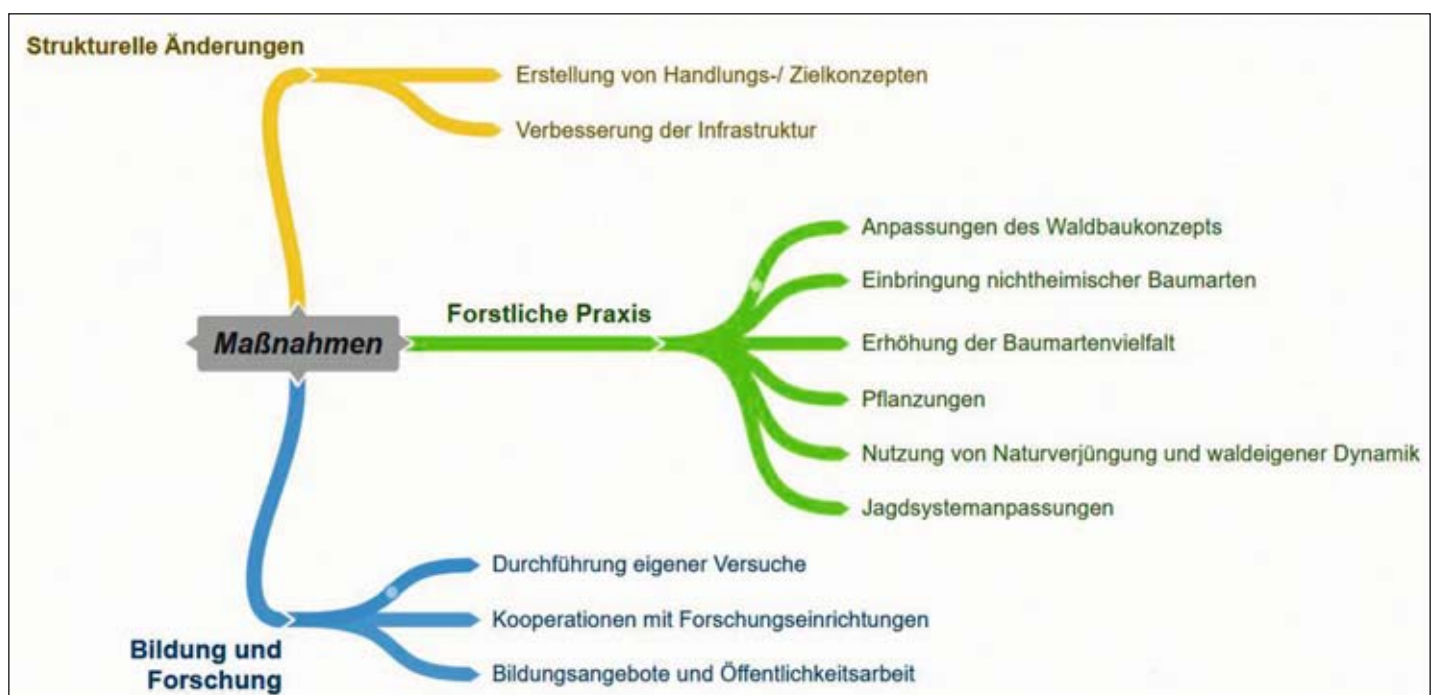 Strukturelle Änderungen
Erstellung von Handlungs-/ Zielkonzepten
Verbesserung der Infrastruktur
Maßnahmen
Forstliche Praxis
Anpassungen des Waldbaukonzepts
Einbringung nichtheimischer Baumarten
Erhöhung der Baumartenvielfalt
Pflanzungen
Nutzung von Naturverjüngung und waldeigener Dynamik
Jagdsystemanpassungen
Bildung und
Forschung
Durchführung eigener Versuche
Kooperationen mit Forschungseinrichtungen
Bildungsangebote und Öffentlichkeitsarbeit